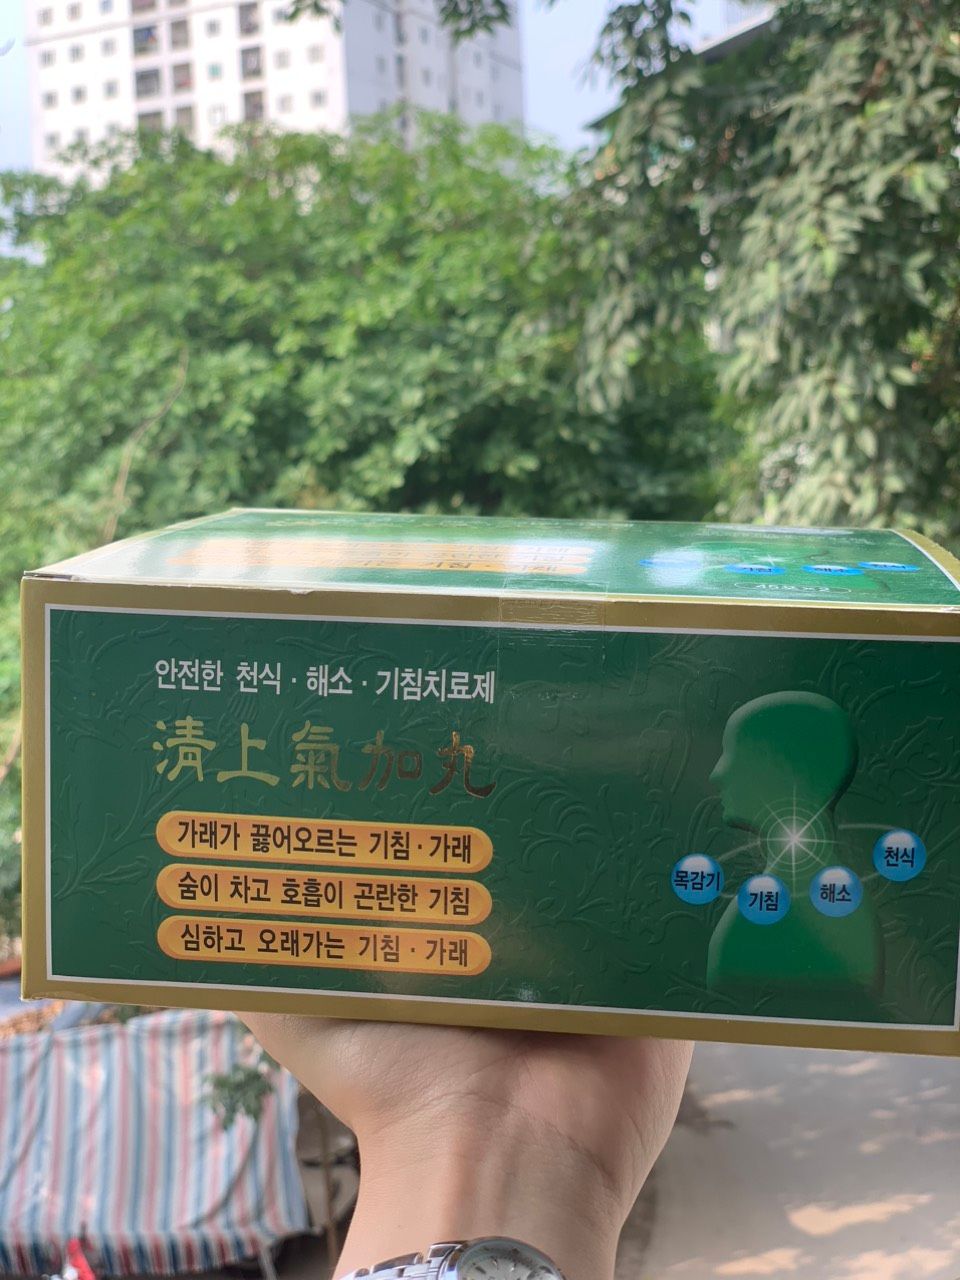 안전한 천식 · 해소 · 기침치료제
淸上氣加丸
가래가 끓어오르는 기침 · 가래
숨이 차고 호흡이 곤란한 기침
심하고 오래가는 기침 · 가래
목감기
기침
해소
천식